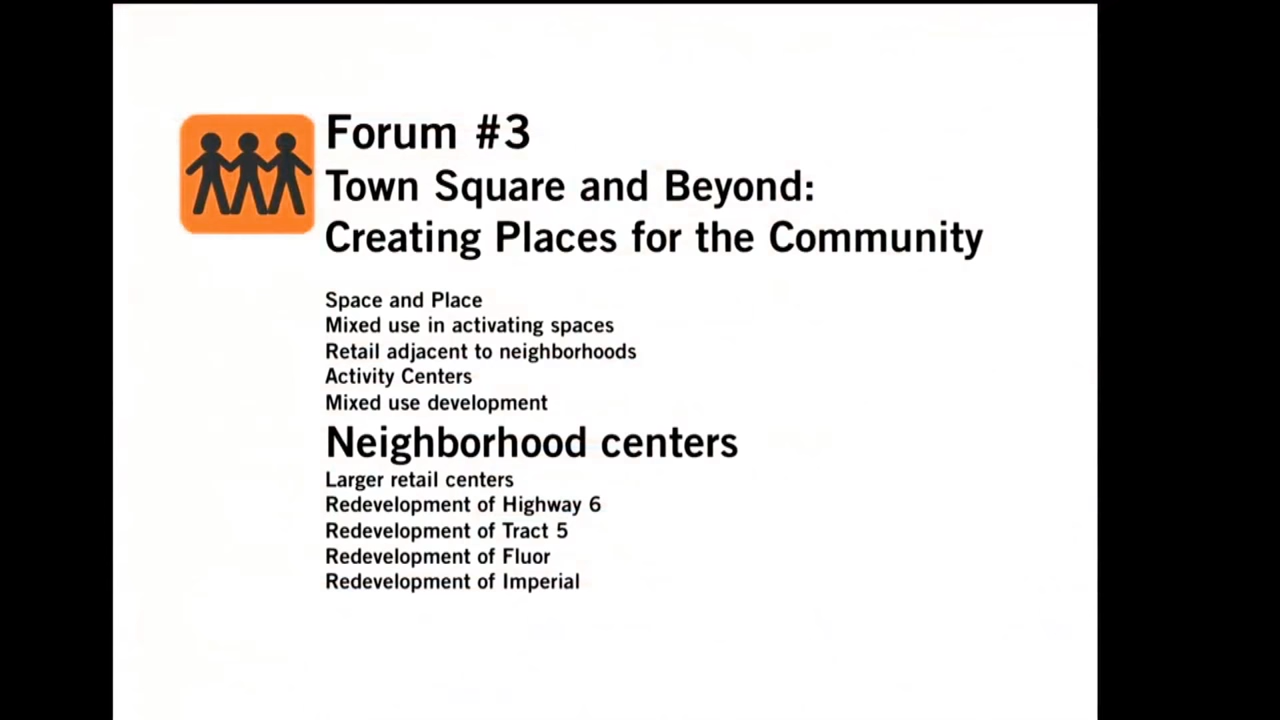 Forum #3
Town Square and Beyond:
Creating Places for the Community
Space and Place
Mixed use in activating spaces
Retail adjacent to neighborhoods
Activity Centers
Mixed use development
Neighborhood centers
Larger retail centers
Redevelopment of Highway 6
Redevelopment of Tract 5
Redevelopment of Fluor
Redevelopment of Imperial